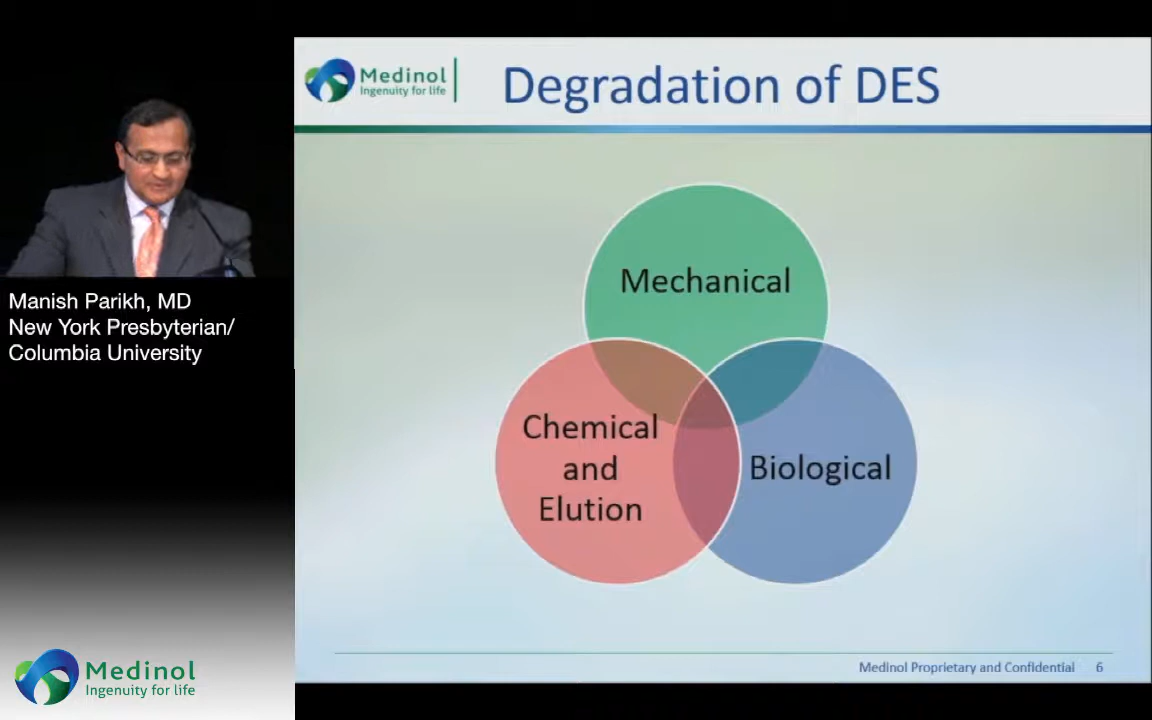 Medinol
Ingenuity for life
Degradation of DES
Mechanical
Chemical
and
Elution
Biological
Medinol Proprietary and Confidential 6
Manish Parikh, MD
New York Presbyterian/
Columbia University
Medinol
Ingenuity for life